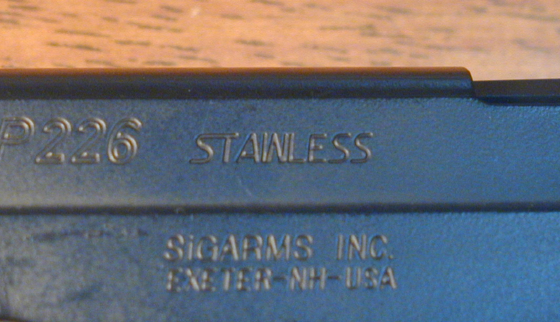 P226 STAINLESS
SIGARMS INC.
EXETER-NH-USA